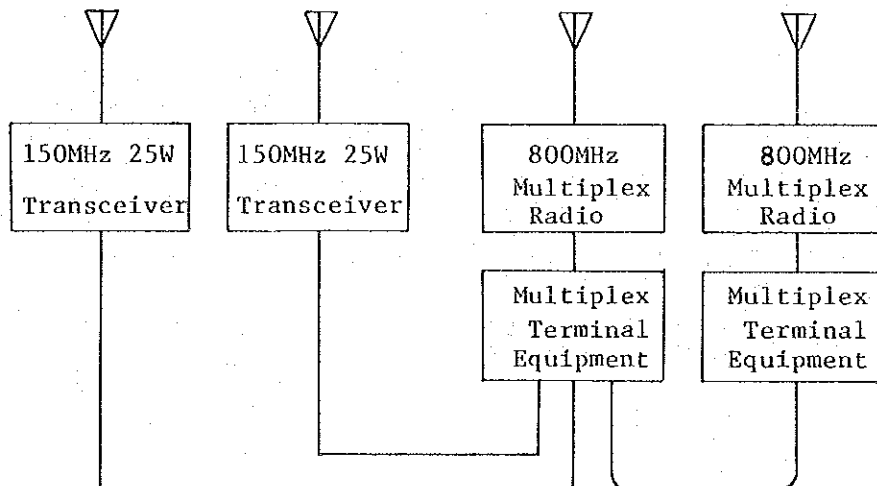 150MHz 25W
Transceiver
150MHz 25W
Transceiver
800MHz
Multiplex
Radio
800MHz
Multiplex
Radio
Multiplex
Terminal
Equipment
Multiplex
Terminal
Equipment